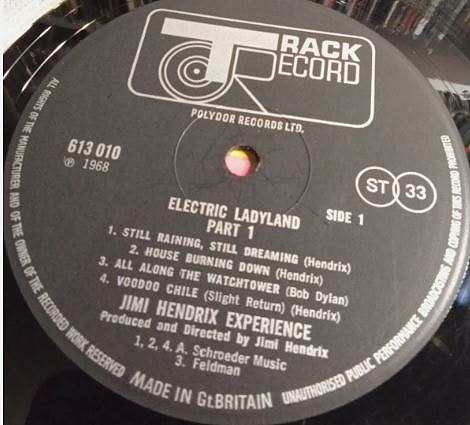 TRACK
RECORD
POLYDOR RECORDS LTD.
613 010
℗ 1968
ST 33
ELECTRIC LADYLAND
PART 1
SIDE 1
1. STILL RAINING, STILL DREAMING (Hendrix)
2. HOUSE BURNING DOWN (Hendrix)
3. ALL ALONG THE WATCHTOWER (Bob Dylan)
4. VOODOO CHILE (Slight Return) (Hendrix)
JIMI HENDRIX EXPERIENCE
Produced and Directed by Jimi Hendrix
1, 2, 4. A. Schroeder Music
3. Feldman
ALL RIGHTS OF THE MANUFACTURER AND OF THE OWNER OF THE RECORDED WORK RESERVED
MADE IN Gt.BRITAIN
UNAUTHORISED PUBLIC PERFORMANCE BROADCASTING AND COPYING OF THIS RECORD PROHIBITED